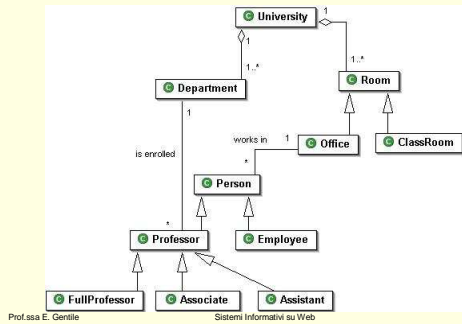 C University
1
1
1..*
1..*
C Department
C Room
1
works in
1
C Office
C ClassRoom
is enrolled
*
C Person
*
C Professor
C Employee
C FullProfessor
C Associate
C Assistant
Prof.ssa E. Gentile
Sistemi Informativi su Web